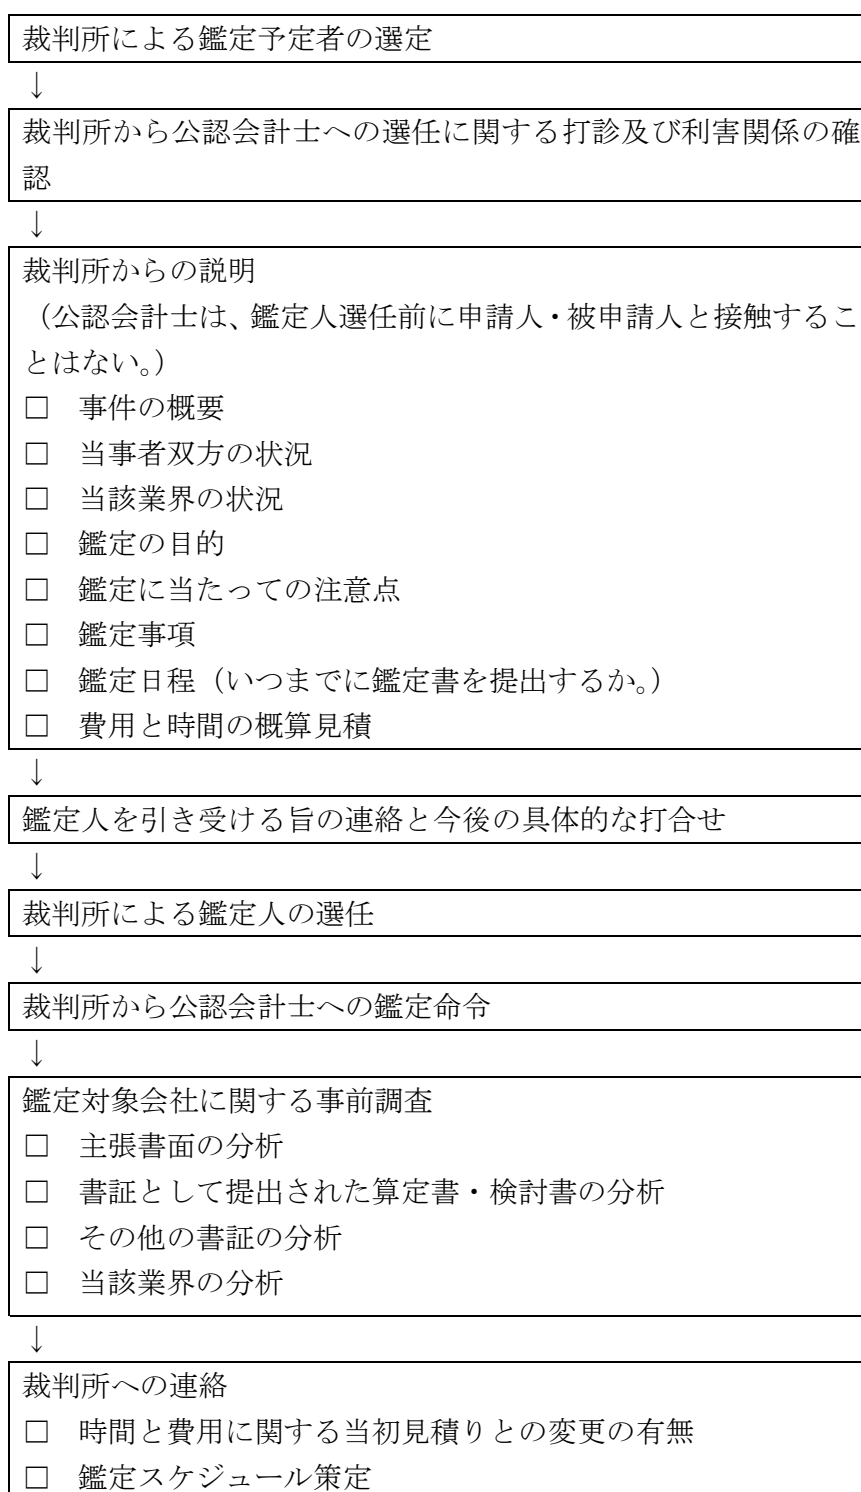 裁判所による鑑定予定者の選定
↓
裁判所から公認会計士への選任に関する打診及び利害関係の確
認
↓
裁判所からの説明
（公認会計士は、鑑定人選任前に申請人・被申請人と接触するこ
とはない。）
□　事件の概要
□　当事者双方の状況
□　当該業界の状況
□　鑑定の目的
□　鑑定に当たっての注意点
□　鑑定事項
□　鑑定日程（いつまでに鑑定書を提出するか。）
□　費用と時間の概算見積
↓
鑑定人を引き受ける旨の連絡と今後の具体的な打合せ
↓
裁判所による鑑定人の選任
↓
裁判所から公認会計士への鑑定命令
↓
鑑定対象会社に関する事前調査
□　主張書面の分析
□　書証として提出された算定書・検討書の分析
□　その他の書証の分析
□　当該業界の分析
↓
裁判所への連絡
□　時間と費用に関する当初見積りとの変更の有無
□　鑑定スケジュール策定